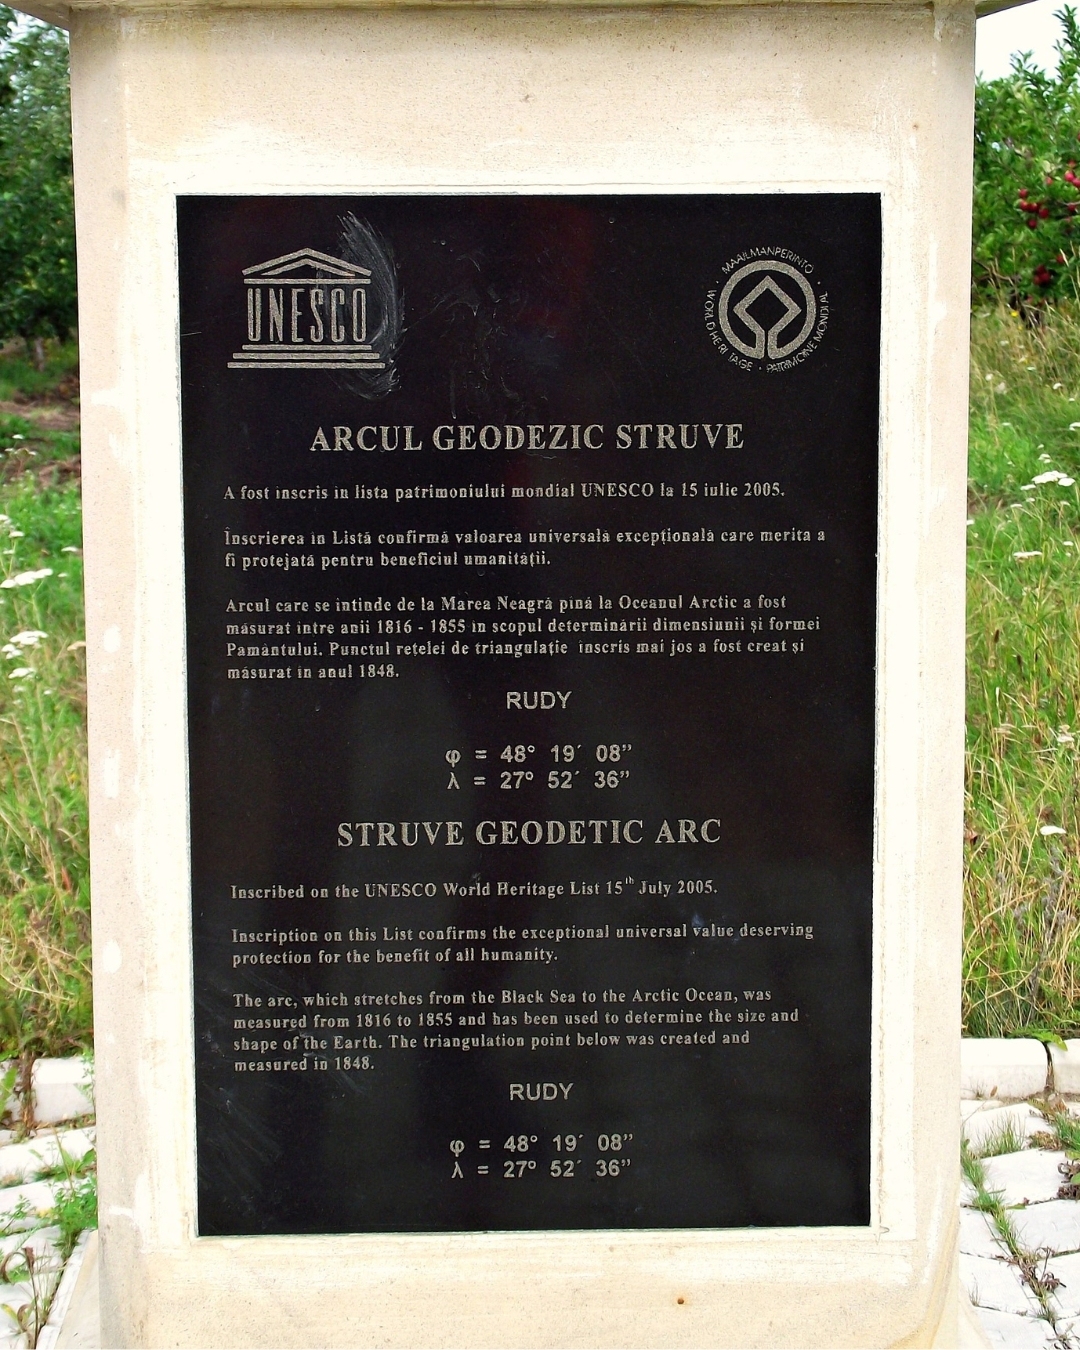 UNESCO
MAAILMANPERINTO · WORLD HERITAGE · PATRIMOINE MONDIAL ·
ARCUL GEODEZIC STRUVE
A fost inscris in lista patrimoniului mondial UNESCO la 15 iulie 2005.
Înscrierea in Listă confirmă valoarea universală excepțională care merita a
fi protejată pentru beneficiul umanității.
Arcul care se intinde de la Marea Neagră pină la Oceanul Arctic a fost
măsurat intre anii 1816 - 1855 in scopul determinării dimensiunii și formei
Pamântului. Punctul rețelei de triangulație inscris mai jos a fost creat și
măsurat in anul 1848.
RUDY
φ = 48° 19´ 08”
λ = 27° 52´ 36”
STRUVE GEODETIC ARC
Inscribed on the UNESCO World Heritage List 15th July 2005.
Inscription on this List confirms the exceptional universal value deserving
protection for the benefit of all humanity.
The arc, which stretches from the Black Sea to the Arctic Ocean, was
measured from 1816 to 1855 and has been used to determine the size and
shape of the Earth. The triangulation point below was created and
measured in 1848.
RUDY
φ = 48° 19´ 08”
λ = 27° 52´ 36”